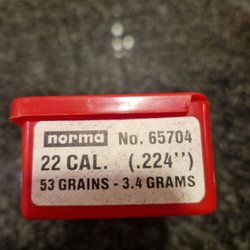 norma No. 65704
22 CAL. (.224'')
53 GRAINS - 3.4 GRAMS